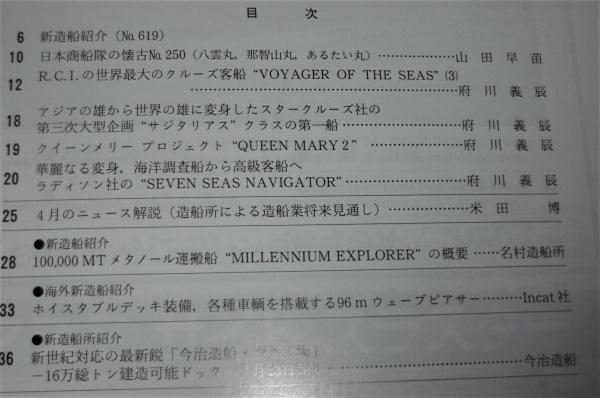 目 次
6 新造船紹介（№619）
10 日本商船隊の懐古№250（八雲丸，那智山丸，あるたい丸）………………山田早苗
12 R.C.I.の世界最大のクルーズ客船 “VOYAGER OF THE SEAS” (3)
………………………………府川義辰
18 アジアの雄から世界の雄に変身したスタークルーズ社の
第三次大型企画 “サジタリアス” クラスの第一船………………府川義辰
19 クイーンメリー プロジェクト “QUEEN MARY 2” ………………府川義辰
20 華麗なる変身，海洋調査船から高級客船へ
ラディソン社の “SEVEN SEAS NAVIGATOR”………………府川義辰
25 4月のニュース解説（造船所による造船業将来見通し）………………米田 博
●新造船紹介
28 100,000 MT メタノール運搬船 “MILLENNIUM EXPLORER” の概要 ……名村造船所
●海外新造船紹介
33 ホイスタブルデッキ装備，各種車輌を搭載する96 m ウェーブピアサー………Incat 社
●新造船所紹介
36 新世紀対応の最新鋭「今治造船・
－16万総トン建造可能ドック ………………今治造船